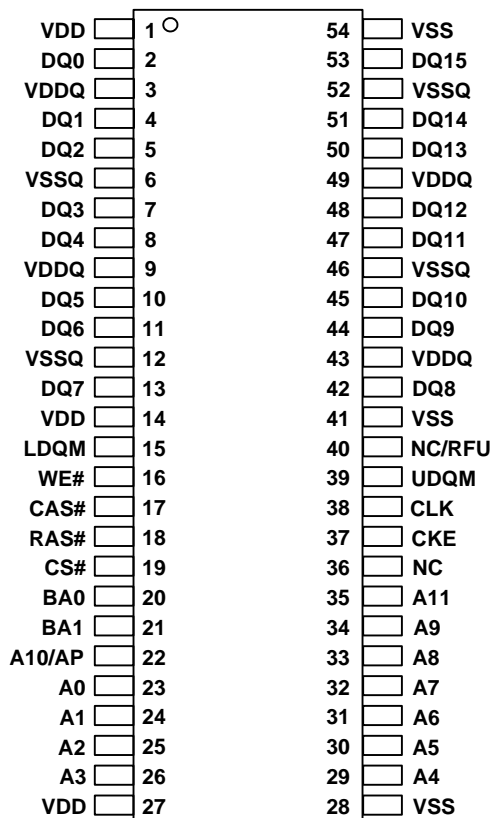 VDD 1 54 VSS
DQ0 2 53 DQ15
VDDQ 3 52 VSSQ
DQ1 4 51 DQ14
DQ2 5 50 DQ13
VSSQ 6 49 VDDQ
DQ3 7 48 DQ12
DQ4 8 47 DQ11
VDDQ 9 46 VSSQ
DQ5 10 45 DQ10
DQ6 11 44 DQ9
VSSQ 12 43 VDDQ
DQ7 13 42 DQ8
VDD 14 41 VSS
LDQM 15 40 NC/RFU
WE# 16 39 UDQM
CAS# 17 38 CLK
RAS# 18 37 CKE
CS# 19 36 NC
BA0 20 35 A11
BA1 21 34 A9
A10/AP 22 33 A8
A0 23 32 A7
A1 24 31 A6
A2 25 30 A5
A3 26 29 A4
VDD 27 28 VSS